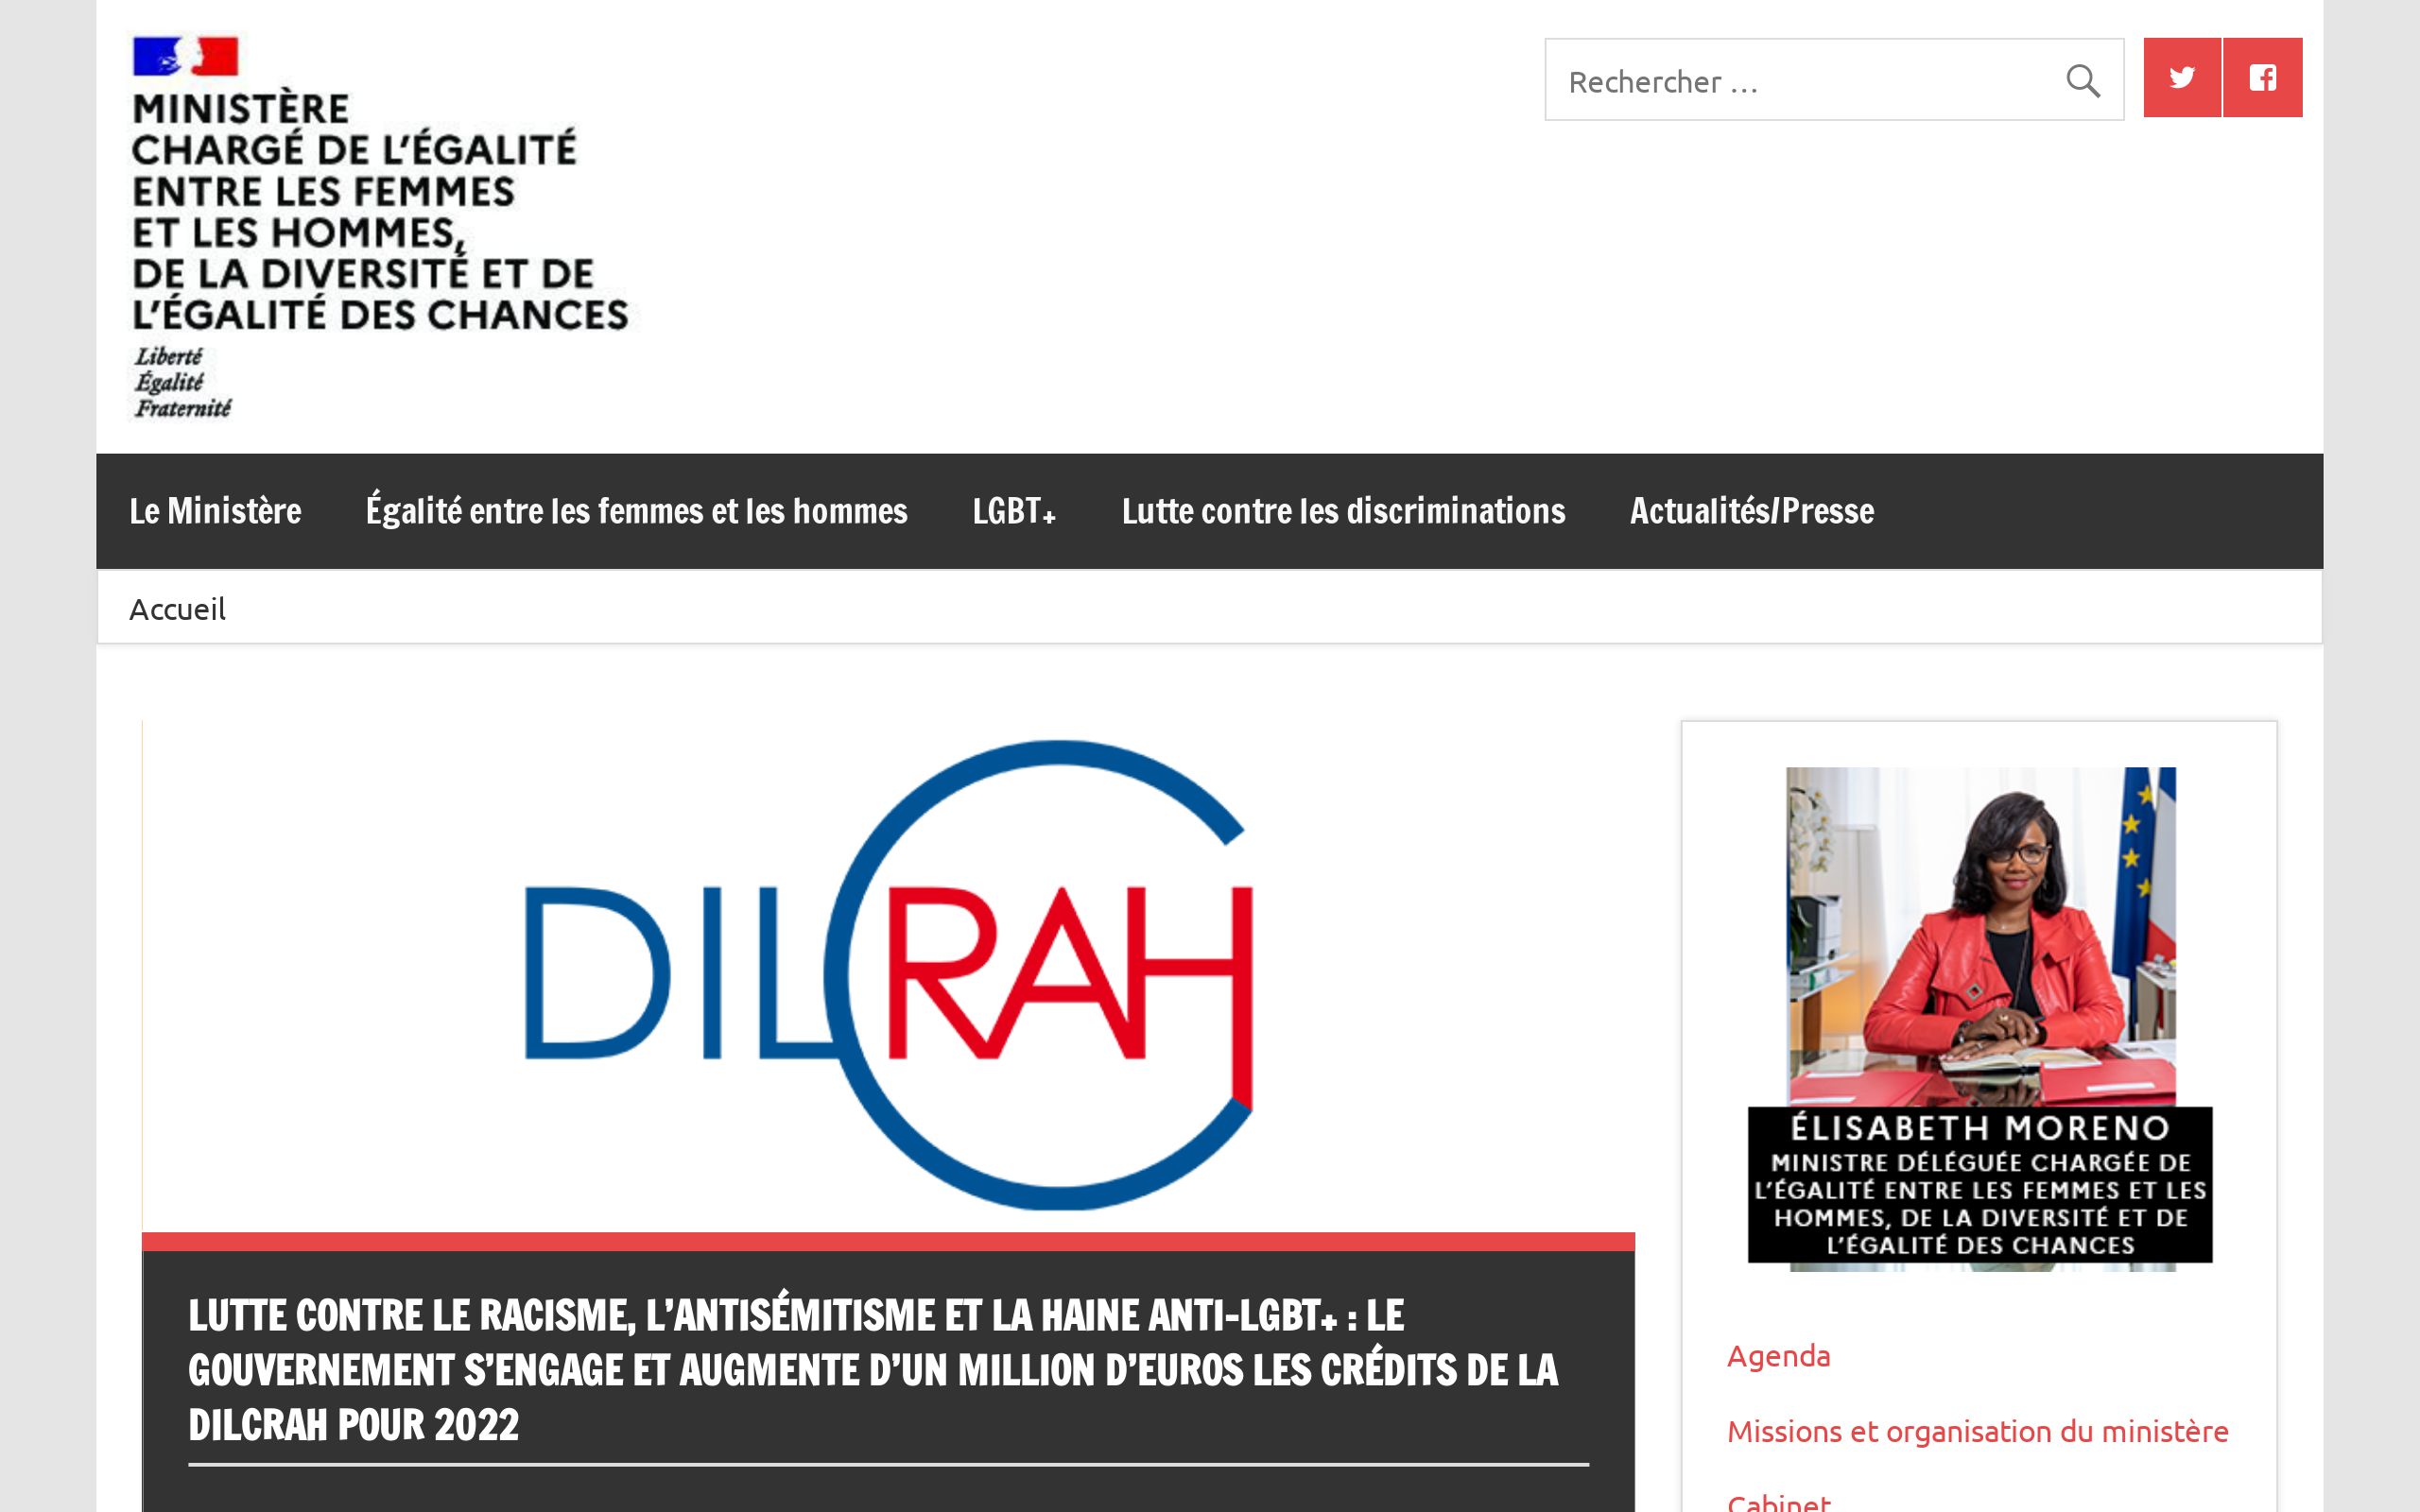 MINISTÈRE
CHARGÉ DE L'ÉGALITÉ
ENTRE LES FEMMES
ET LES HOMMES,
DE LA DIVERSITÉ ET DE
L'ÉGALITÉ DES CHANCES
Liberté
Égalité
Fraternité
Rechercher …
Le Ministère
Égalité entre les femmes et les hommes
LGBT+
Lutte contre les discriminations
Actualités/Presse
Accueil
DILCRAH
LUTTE CONTRE LE RACISME, L’ANTISÉMITISME ET LA HAINE ANTI-LGBT+ : LE
GOUVERNEMENT S’ENGAGE ET AUGMENTE D’UN MILLION D’EUROS LES CRÉDITS DE LA
DILCRAH POUR 2022
ÉLISABETH MORENO
MINISTRE DÉLÉGUÉE CHARGÉE DE
L'ÉGALITÉ ENTRE LES FEMMES ET LES
HOMMES, DE LA DIVERSITÉ ET DE
L'ÉGALITÉ DES CHANCES
Agenda
Missions et organisation du ministère
Cabinet